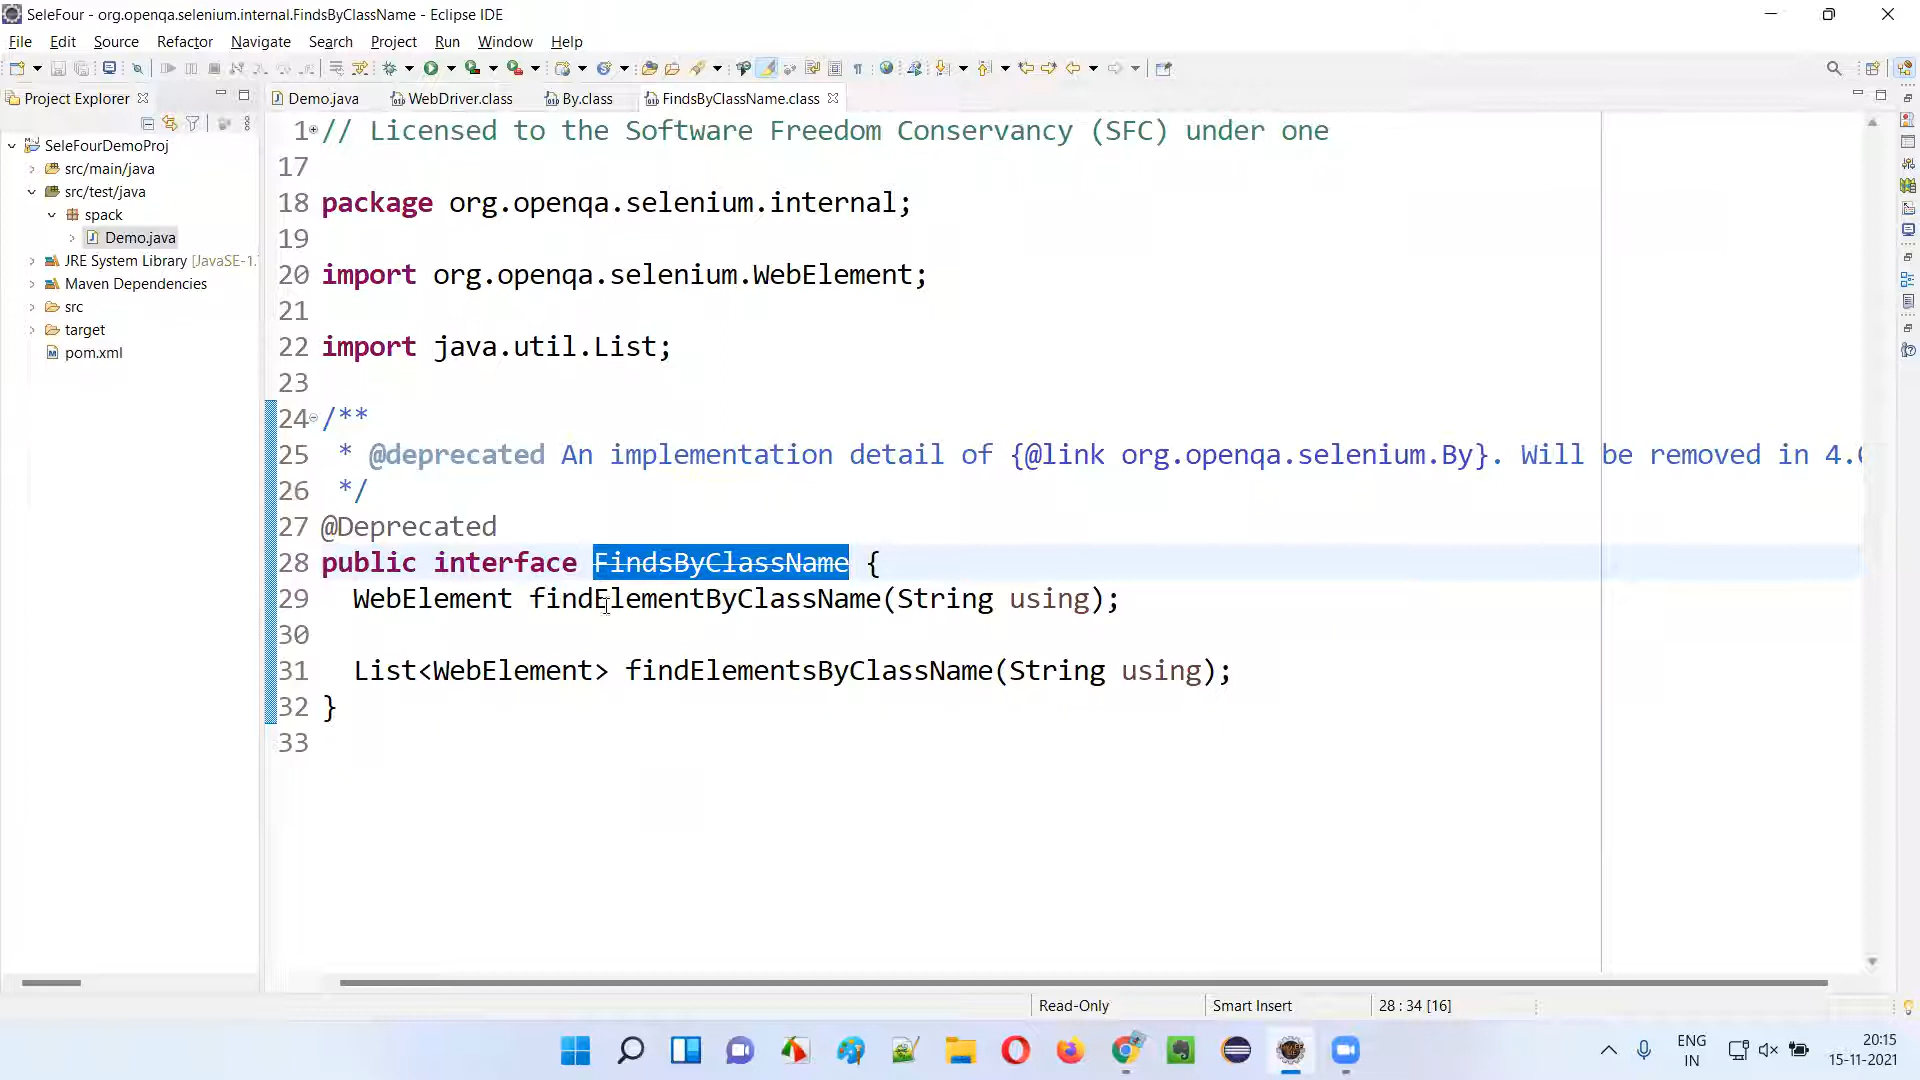 SeleFour - org.openqa.selenium.internal.FindsByClassName - Eclipse IDE
File Edit Source Refactor Navigate Search Project Run Window Help
Project Explorer
Demo.java WebDriver.class By.class FindsByClassName.class
SeleFourDemoProj
src/main/java
src/test/java
spack
Demo.java
JRE System Library [JavaSE-1.
Maven Dependencies
src
target
pom.xml
1 // Licensed to the Software Freedom Conservancy (SFC) under one
17
18 package org.openqa.selenium.internal;
19
20 import org.openqa.selenium.WebElement;
21
22 import java.util.List;
23
24 /**
25 * @deprecated An implementation detail of {@link org.openqa.selenium.By}. Will be removed in 4.
26 */
27 @Deprecated
28 public interface FindsByClassName {
29 WebElement findElementByClassName(String using);
30
31 List<WebElement> findElementsByClassName(String using);
32 }
33
Read-Only Smart Insert 28 : 34 [16]
ENG
IN
20:15
15-11-2021